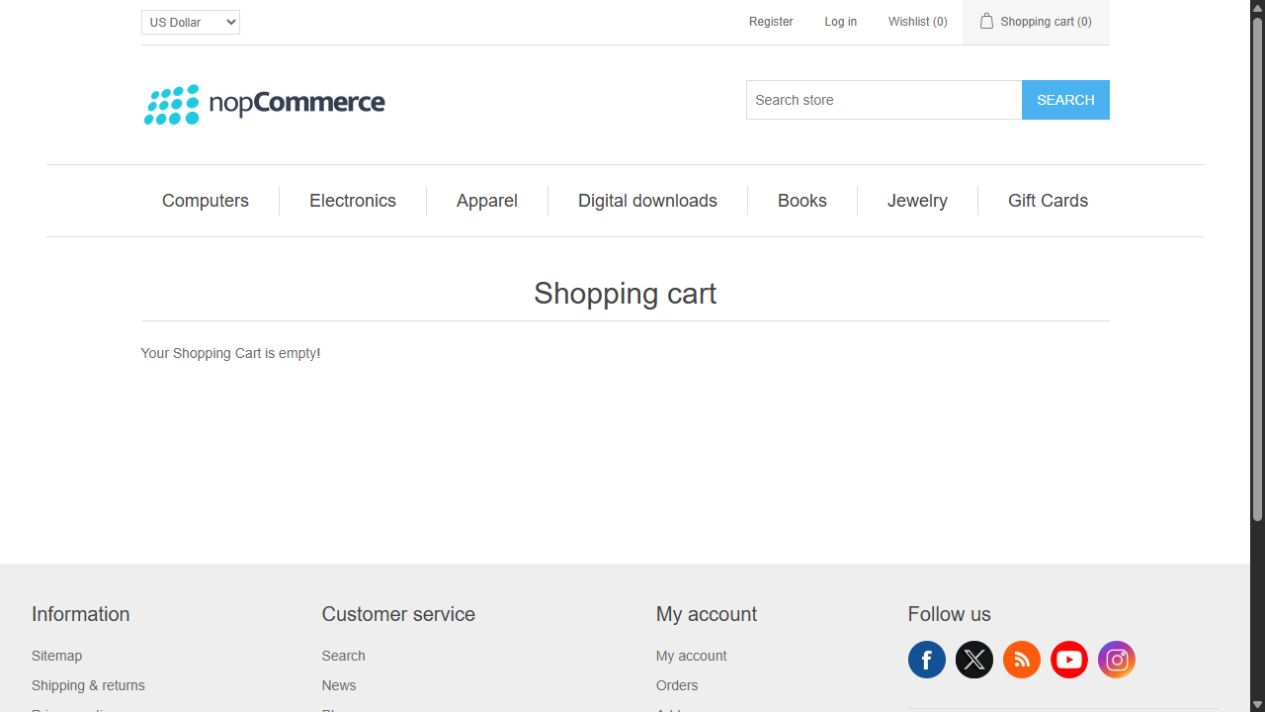 US Dollar
Register Log in Wishlist (0) Shopping cart (0)
nopCommerce
Search store SEARCH
Computers Electronics Apparel Digital downloads Books Jewelry Gift Cards
Shopping cart
Your Shopping Cart is empty!
Information Customer service My account Follow us
Sitemap Search My account
Shipping & returns News Orders